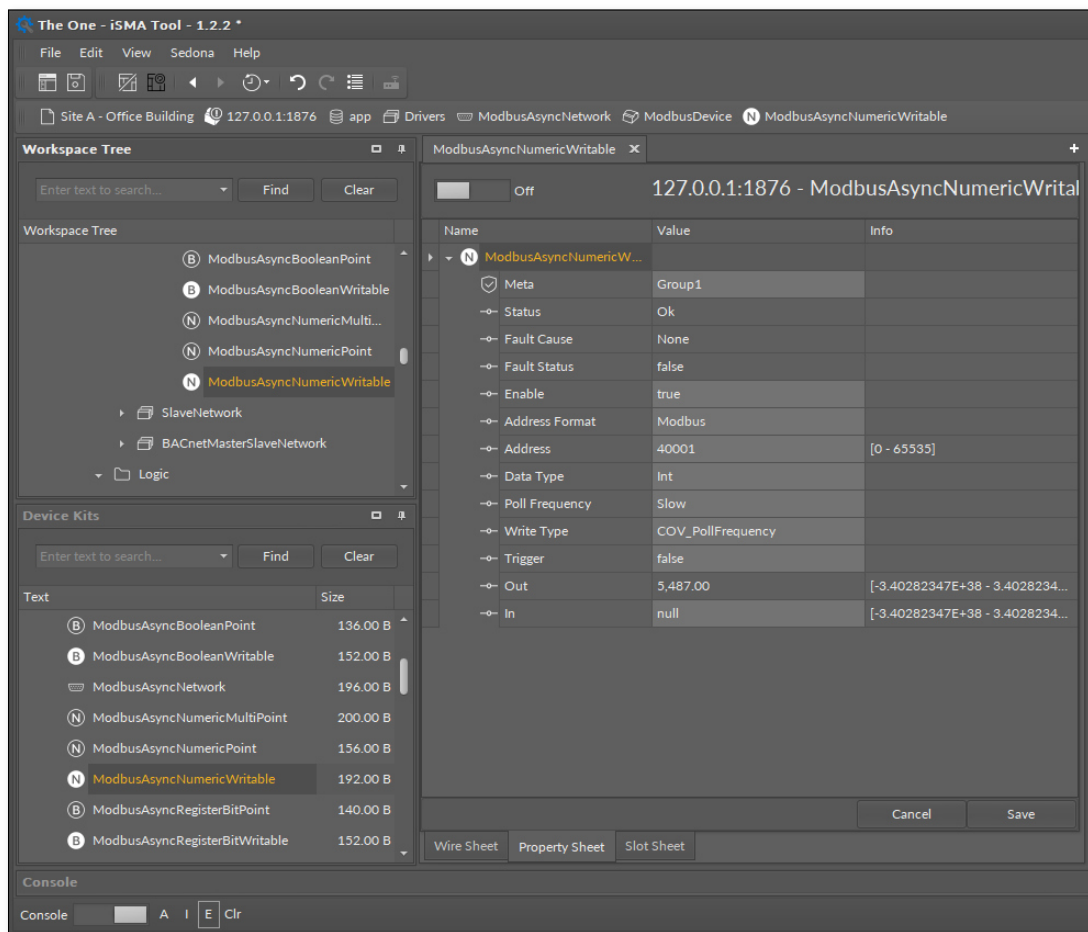 The One - iSMA Tool - 1.2.2 *
File Edit View Sedona Help
Site A - Office Building 127.0.0.1:1876 app Drivers ModbusAsyncNetwork ModbusDevice N ModbusAsyncNumericWritable
Workspace Tree
Enter text to search... Find Clear
Workspace Tree
B ModbusAsyncBooleanPoint
B ModbusAsyncBooleanWritable
N ModbusAsyncNumericMulti...
N ModbusAsyncNumericPoint
N ModbusAsyncNumericWritable
SlaveNetwork
BACnetMasterSlaveNetwork
Logic
Device Kits
Enter text to search... Find Clear
Text Size
B ModbusAsyncBooleanPoint 136.00 B
B ModbusAsyncBooleanWritable 152.00 B
ModbusAsyncNetwork 196.00 B
N ModbusAsyncNumericMultiPoint 200.00 B
N ModbusAsyncNumericPoint 156.00 B
N ModbusAsyncNumericWritable 192.00 B
B ModbusAsyncRegisterBitPoint 140.00 B
B ModbusAsyncRegisterBitWritable 152.00 B
ModbusAsyncNumericWritable x +
Off 127.0.0.1:1876 - ModbusAsyncNumericWrital
Name Value Info
N ModbusAsyncNumericW...
Meta Group1
Status Ok
Fault Cause None
Fault Status false
Enable true
Address Format Modbus
Address 40001 [0 - 65535]
Data Type Int
Poll Frequency Slow
Write Type COV_PollFrequency
Trigger false
Out 5,487.00 [-3.40282347E+38 - 3.4028234...
In null [-3.40282347E+38 - 3.4028234...
Cancel Save
Wire Sheet Property Sheet Slot Sheet
Console
Console A I E Clr